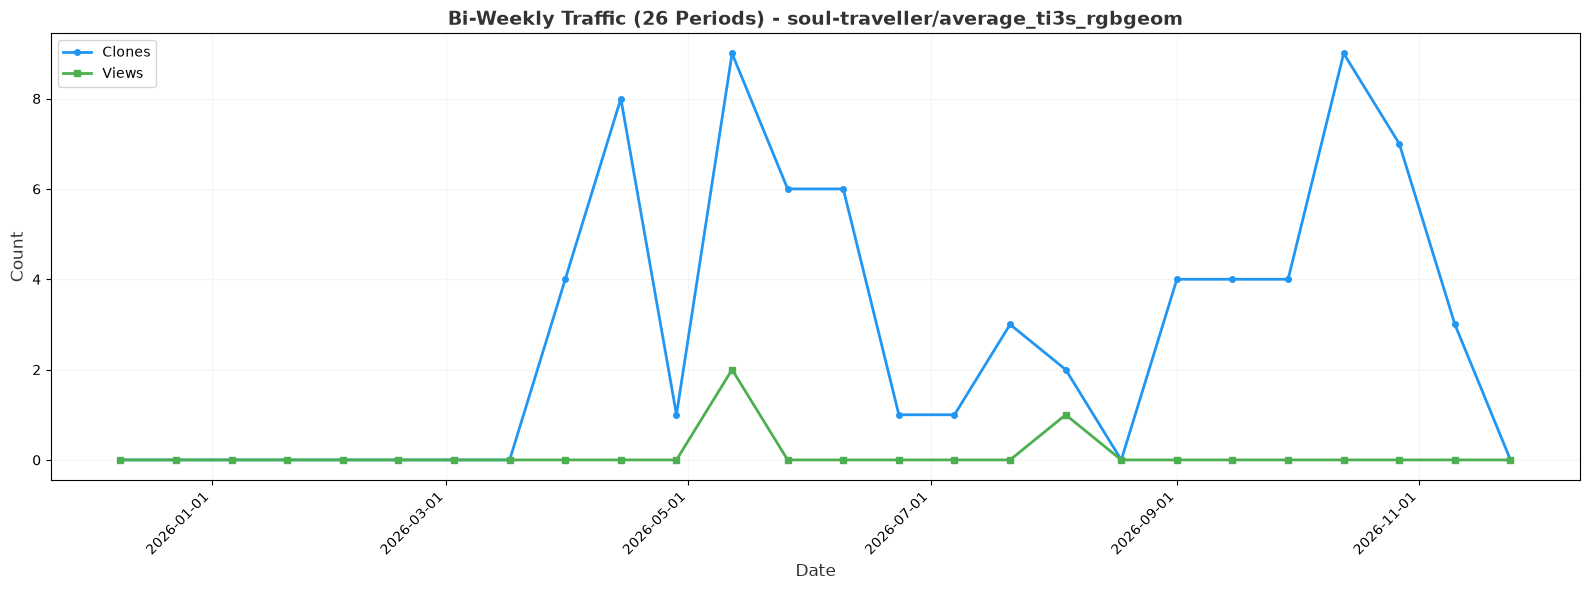 Bi-Weekly Traffic (26 Periods) - soul-traveller/average_ti3s_rgbgeom
Clones
Views
8
6
4
2
0
Count
2026-01-01
2026-03-01
2026-05-01
2026-07-01
2026-09-01
2026-11-01
Date